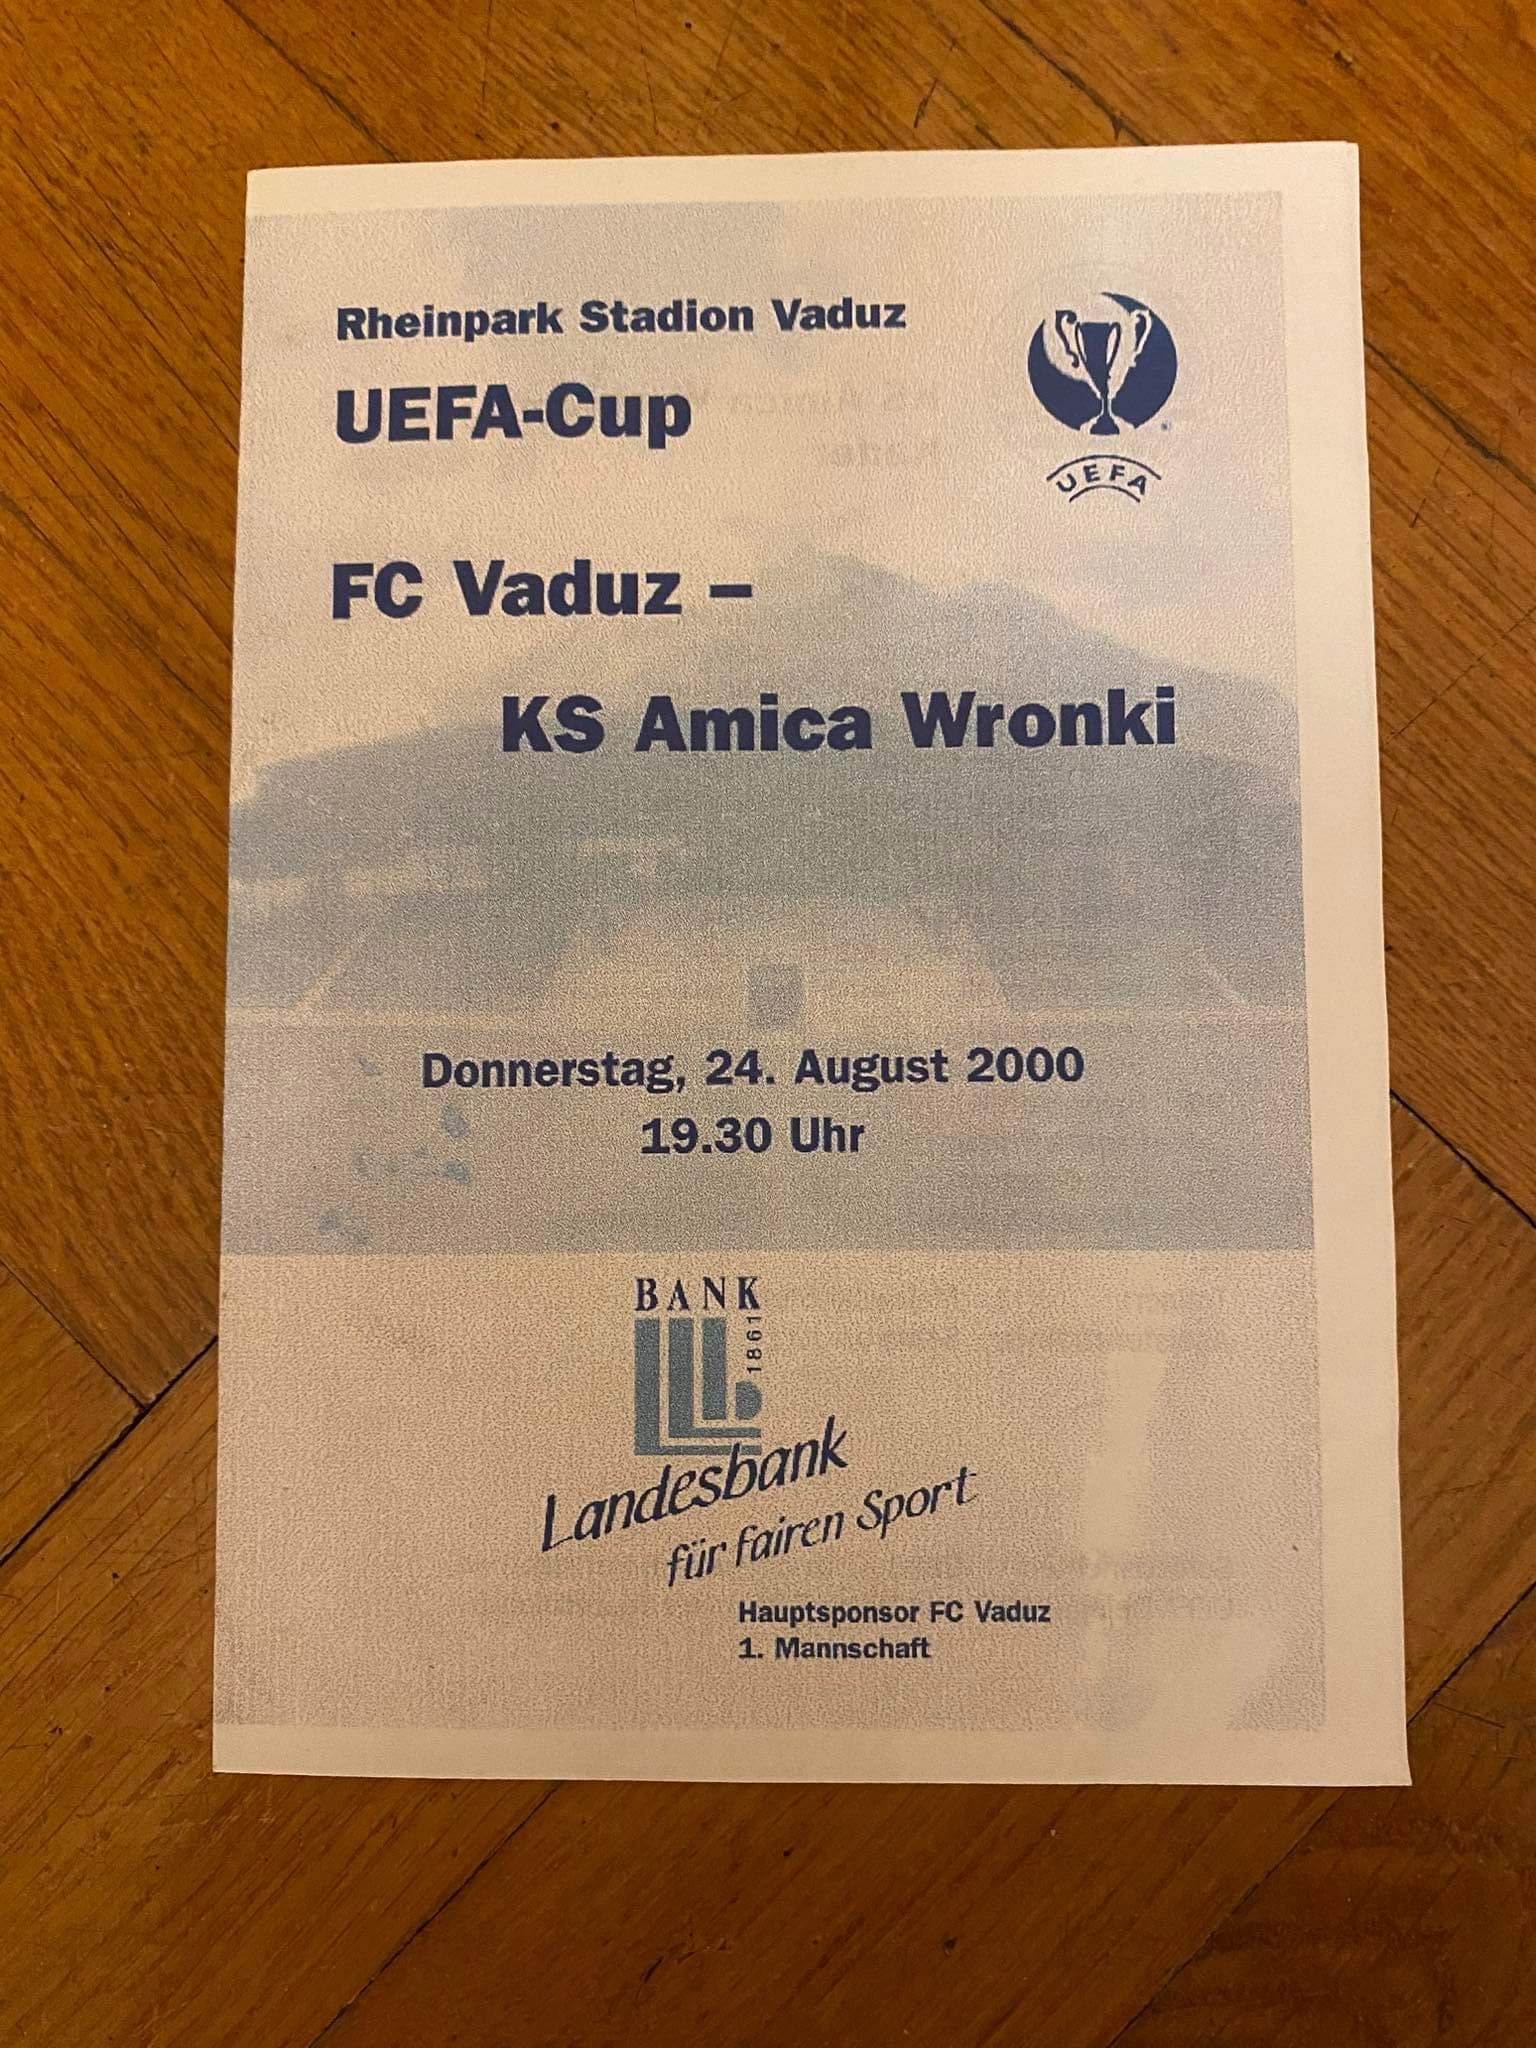 Rheinpark Stadion Vaduz
UEFA-Cup
UEFA
FC Vaduz –
KS Amica Wronki
Donnerstag, 24. August 2000
19.30 Uhr
BANK
1861
Landesbank
für fairen Sport
Hauptsponsor FC Vaduz
1. Mannschaft